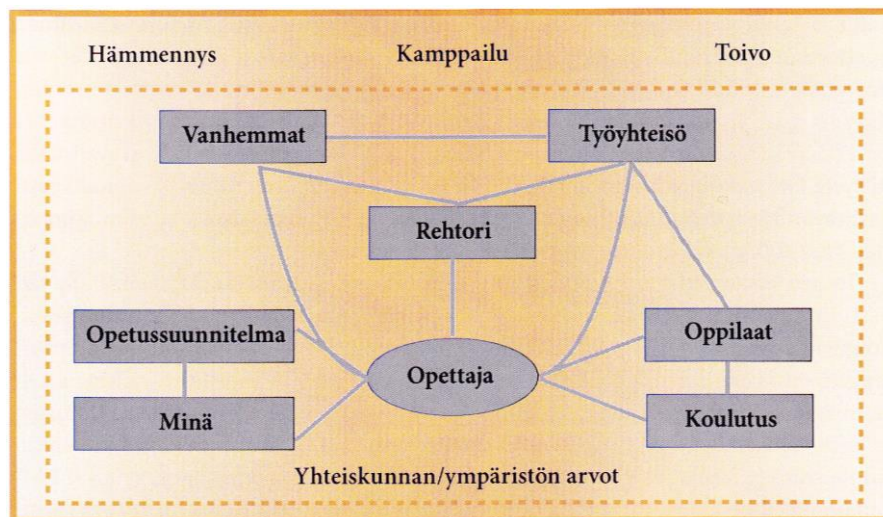 Hämmennys
Kamppailu
Toivo
Vanhemmat
Työyhteisö
Rehtori
Opetussuunnitelma
Oppilaat
Opettaja
Minä
Koulutus
Yhteiskunnan/ympäristön arvot